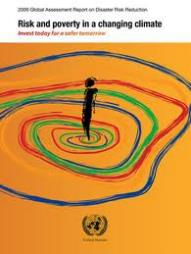 2009 Global Assessment Report on Disaster Risk Reduction
Risk and poverty in a changing climate
Invest today for a safer tomorrow
United Nations